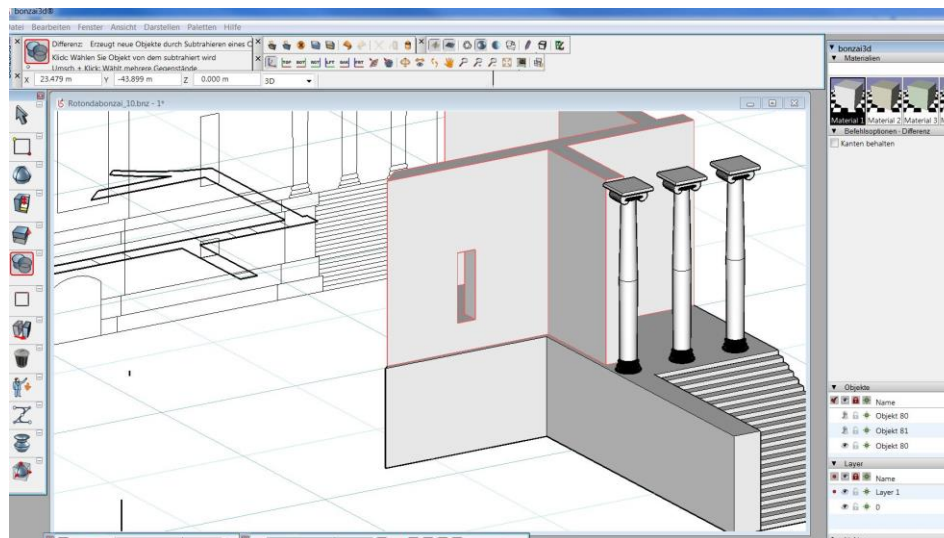 bonzai3d®
Datei Bearbeiten Fenster Ansicht Darstellen Paletten Hilfe
Differenz: Erzeugt neue Objekte durch Subtrahieren eines
Klick: Wählen Sie Objekt von dem subtrahiert wird
Umsch + Klick: Wählt mehrere Gegenstände
X 23.479 m Y -43.899 m Z 0.000 m 3D
Rotondabonzai_10.bnz - 1*
bonzai3d
Materialien
Material 1 Material 2 Material 3
Befehlsoptionen - Differenz
Kanten behalten
Objekte
Name
Objekt 80
Objekt 81
Objekt 80
Layer
Name
Layer 1
0